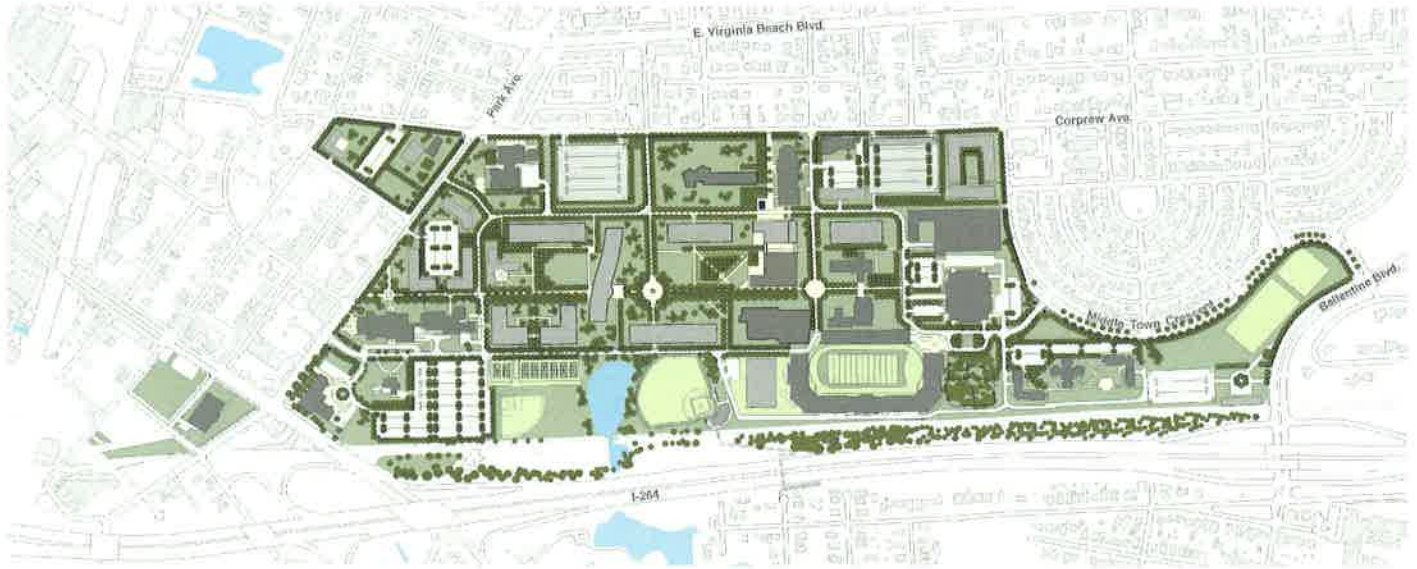 E. Virginia Beach Blvd.
Park Ave.
Corprew Ave.
Middle Town Crescent
Ballentine Blvd.
I-264